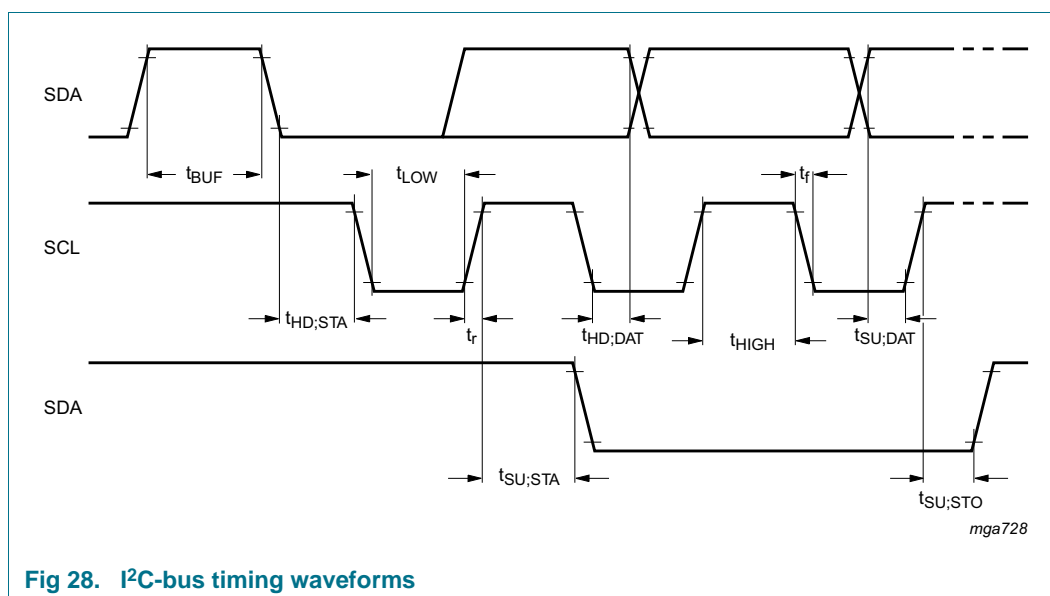 SDA
tBUF
tLOW
tf
SCL
tHD;STA
tr
tHD;DAT
tHIGH
tSU;DAT
SDA
tSU;STA
tSU;STO
mga728
Fig 28. I²C-bus timing waveforms